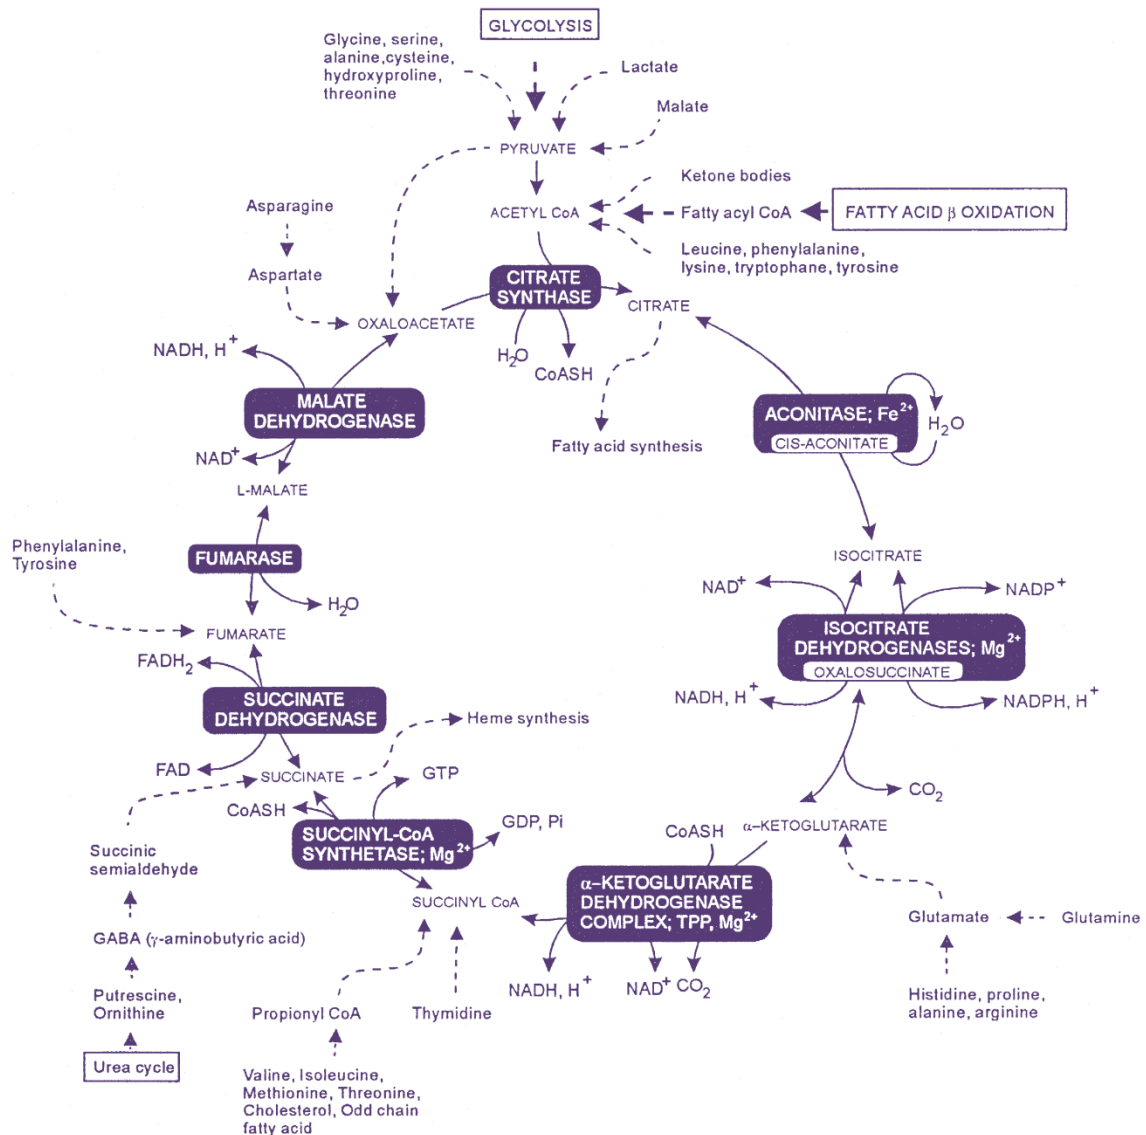 GLYCOLYSIS
Glycine, serine,
alanine,cysteine,
hydroxyproline,
threonine
Lactate
Malate
PYRUVATE
Ketone bodies
ACETYL CoA
Fatty acyl CoA
FATTY ACID β OXIDATION
Leucine, phenylalanine,
lysine, tryptophane, tyrosine
Asparagine
Aspartate
CITRATE
SYNTHASE
CITRATE
OXALOACETATE
NADH, H+
H2O
CoASH
MALATE
DEHYDROGENASE
ACONITASE; Fe2+
CIS-ACONITATE
H2O
Fatty acid synthesis
NAD+
L-MALATE
Phenylalanine,
Tyrosine
FUMARASE
ISOCITRATE
H2O
NAD+
NADP+
FUMARATE
ISOCITRATE
DEHYDROGENASES; Mg2+
OXALOSUCCINATE
FADH2
SUCCINATE
DEHYDROGENASE
NADH, H+
NADPH, H+
Heme synthesis
FAD
SUCCINATE
GTP
CO2
CoASH
GDP, Pi
CoASH
α-KETOGLUTARATE
SUCCINYL-CoA
SYNTHETASE; Mg2+
Succinic
semialdehyde
α–KETOGLUTARATE
DEHYDROGENASE
COMPLEX; TPP, Mg2+
SUCCINYL CoA
Glutamate
Glutamine
GABA (γ-aminobutyric acid)
NADH, H+
NAD+
CO2
Putrescine,
Ornithine
Propionyl CoA
Thymidine
Histidine, proline,
alanine, arginine
Urea cycle
Valine, Isoleucine,
Methionine, Threonine,
Cholesterol, Odd chain
fatty acid